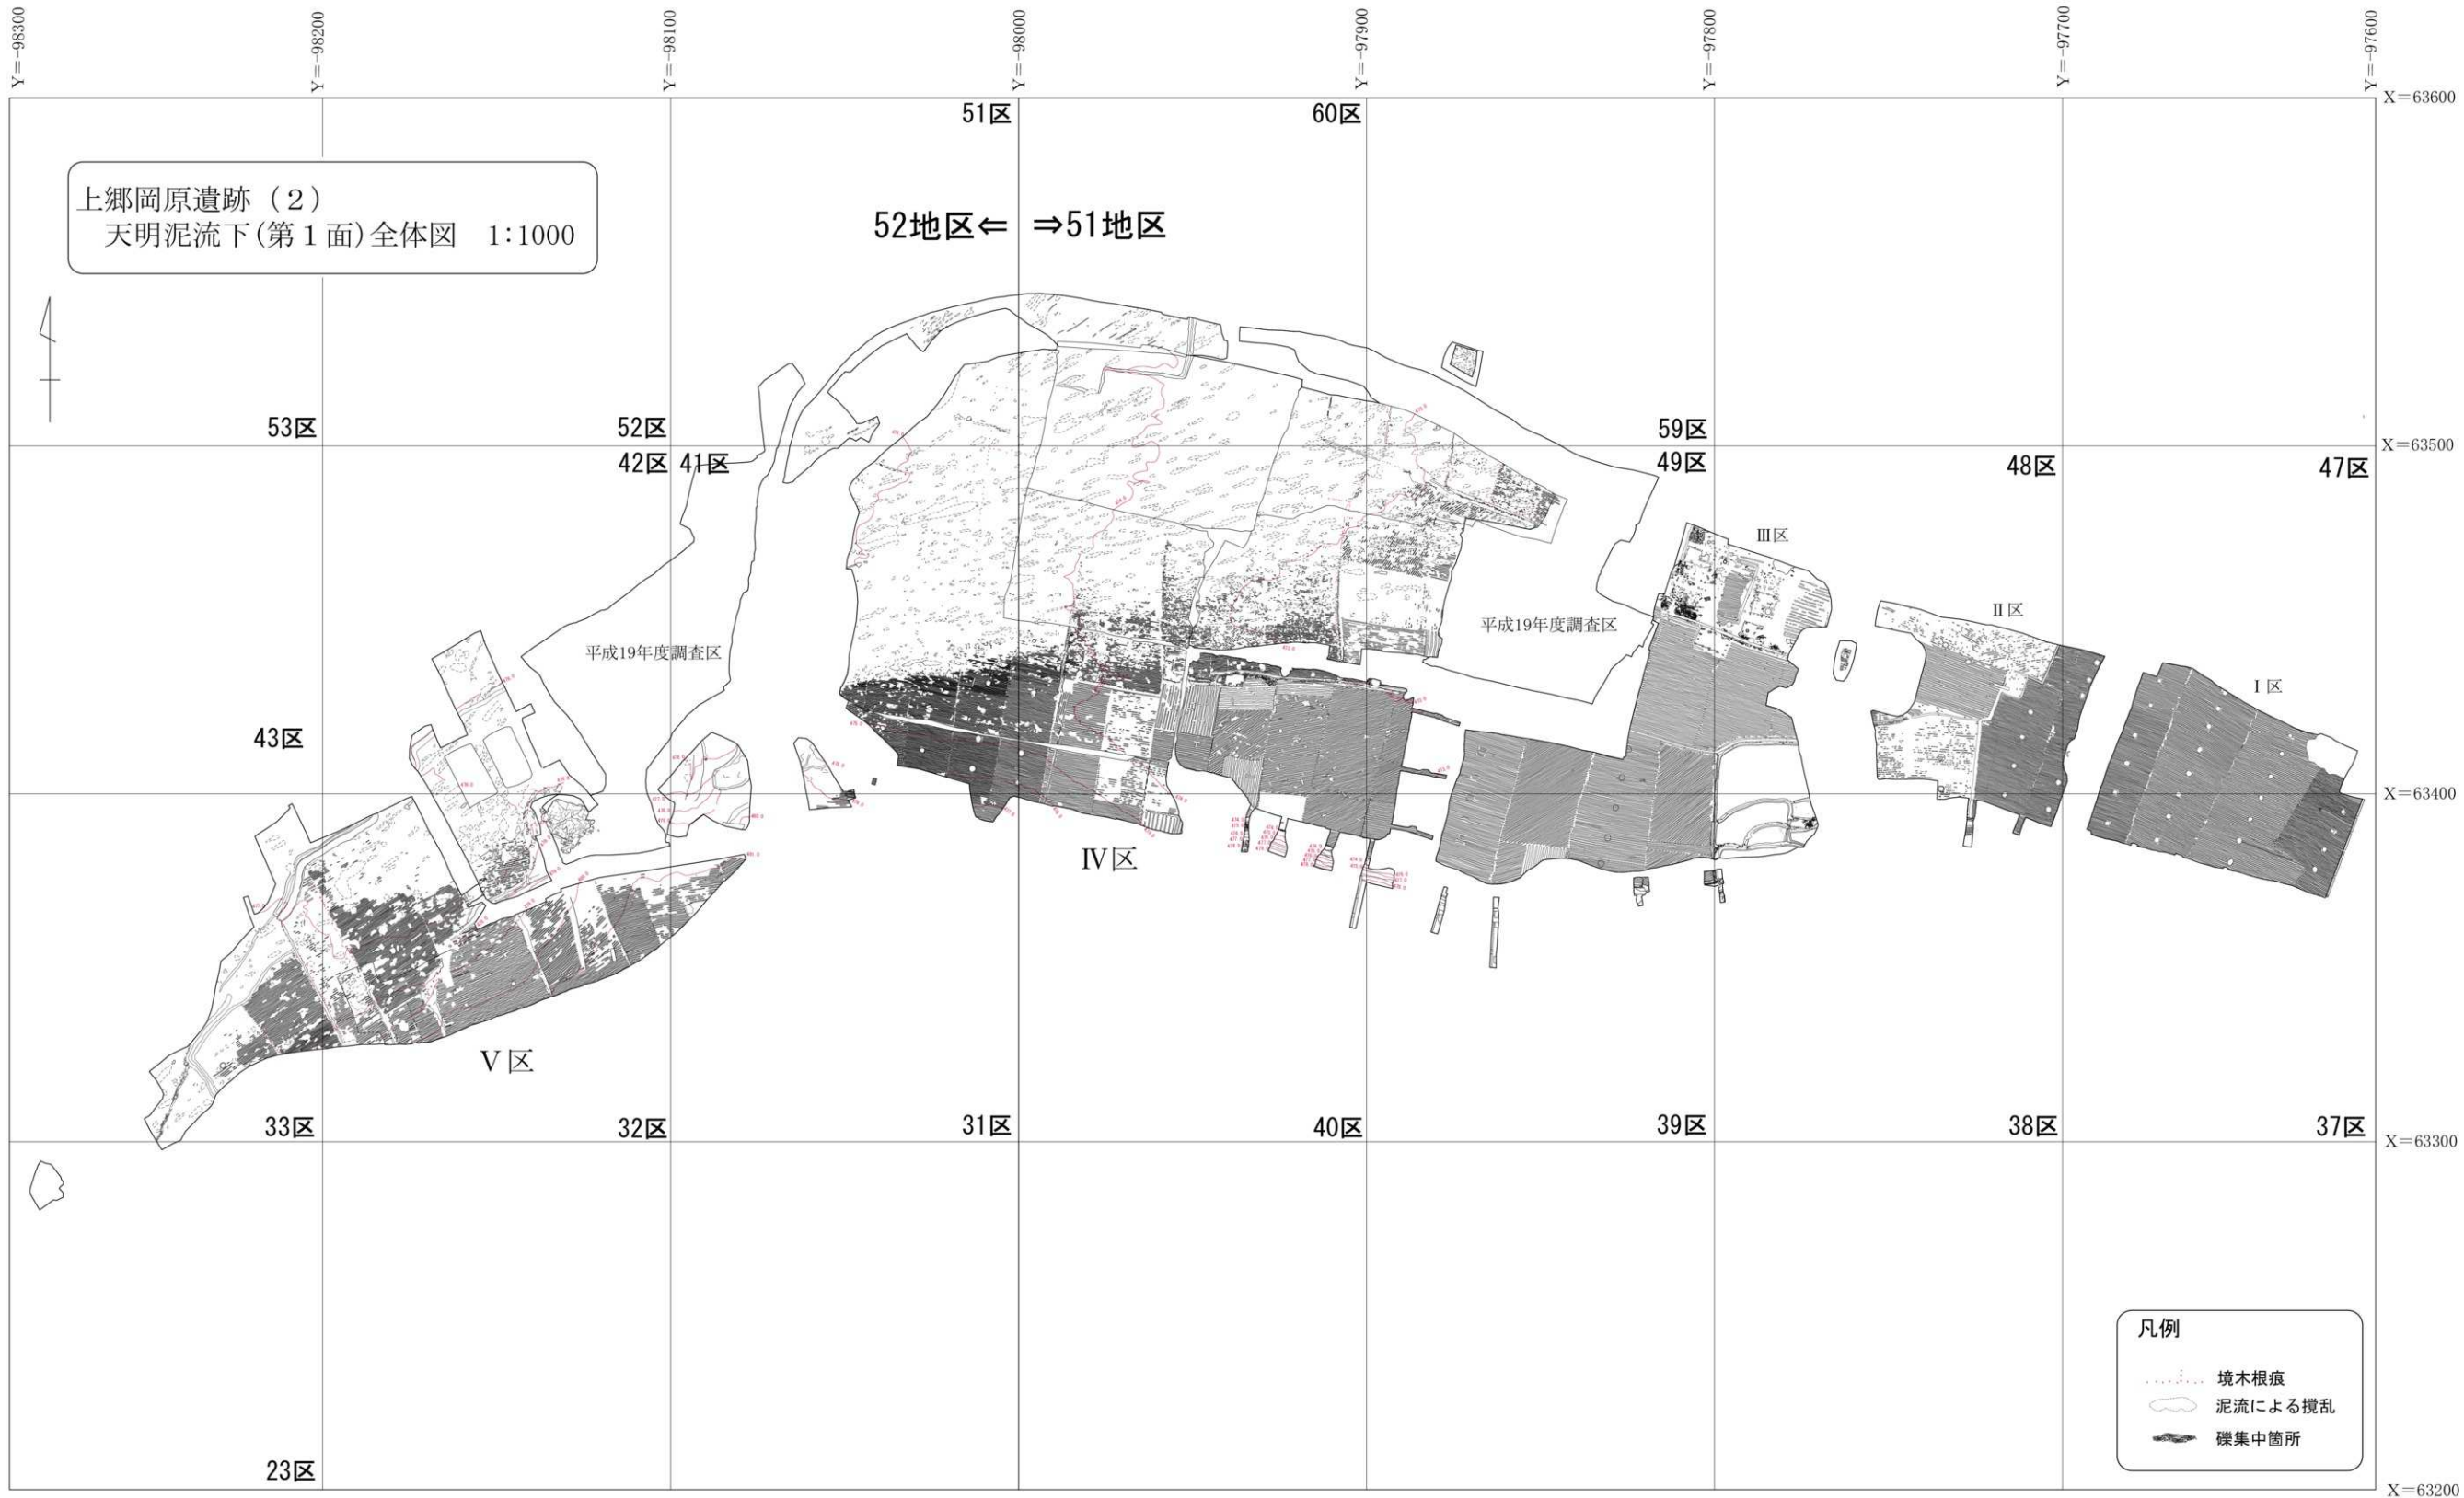 Y=-98300
Y=-98200
Y=-98100
Y=-98000
Y=-97900
Y=-97800
Y=-97700
Y=-97600
X=63600
51区
60区
上郷岡原遺跡（2）
天明泥流下(第1面)全体図 1:1000
52地区⇐ ⇒51地区
53区
52区
59区
X=63500
42区 41区
49区
48区
47区
Ⅲ区
Ⅱ区
平成19年度調査区
平成19年度調査区
Ⅰ区
43区
X=63400
Ⅳ区
Ⅴ区
33区
32区
31区
40区
39区
38区
37区
X=63300
凡例
境木根痕
泥流による撹乱
礫集中箇所
23区
X=63200